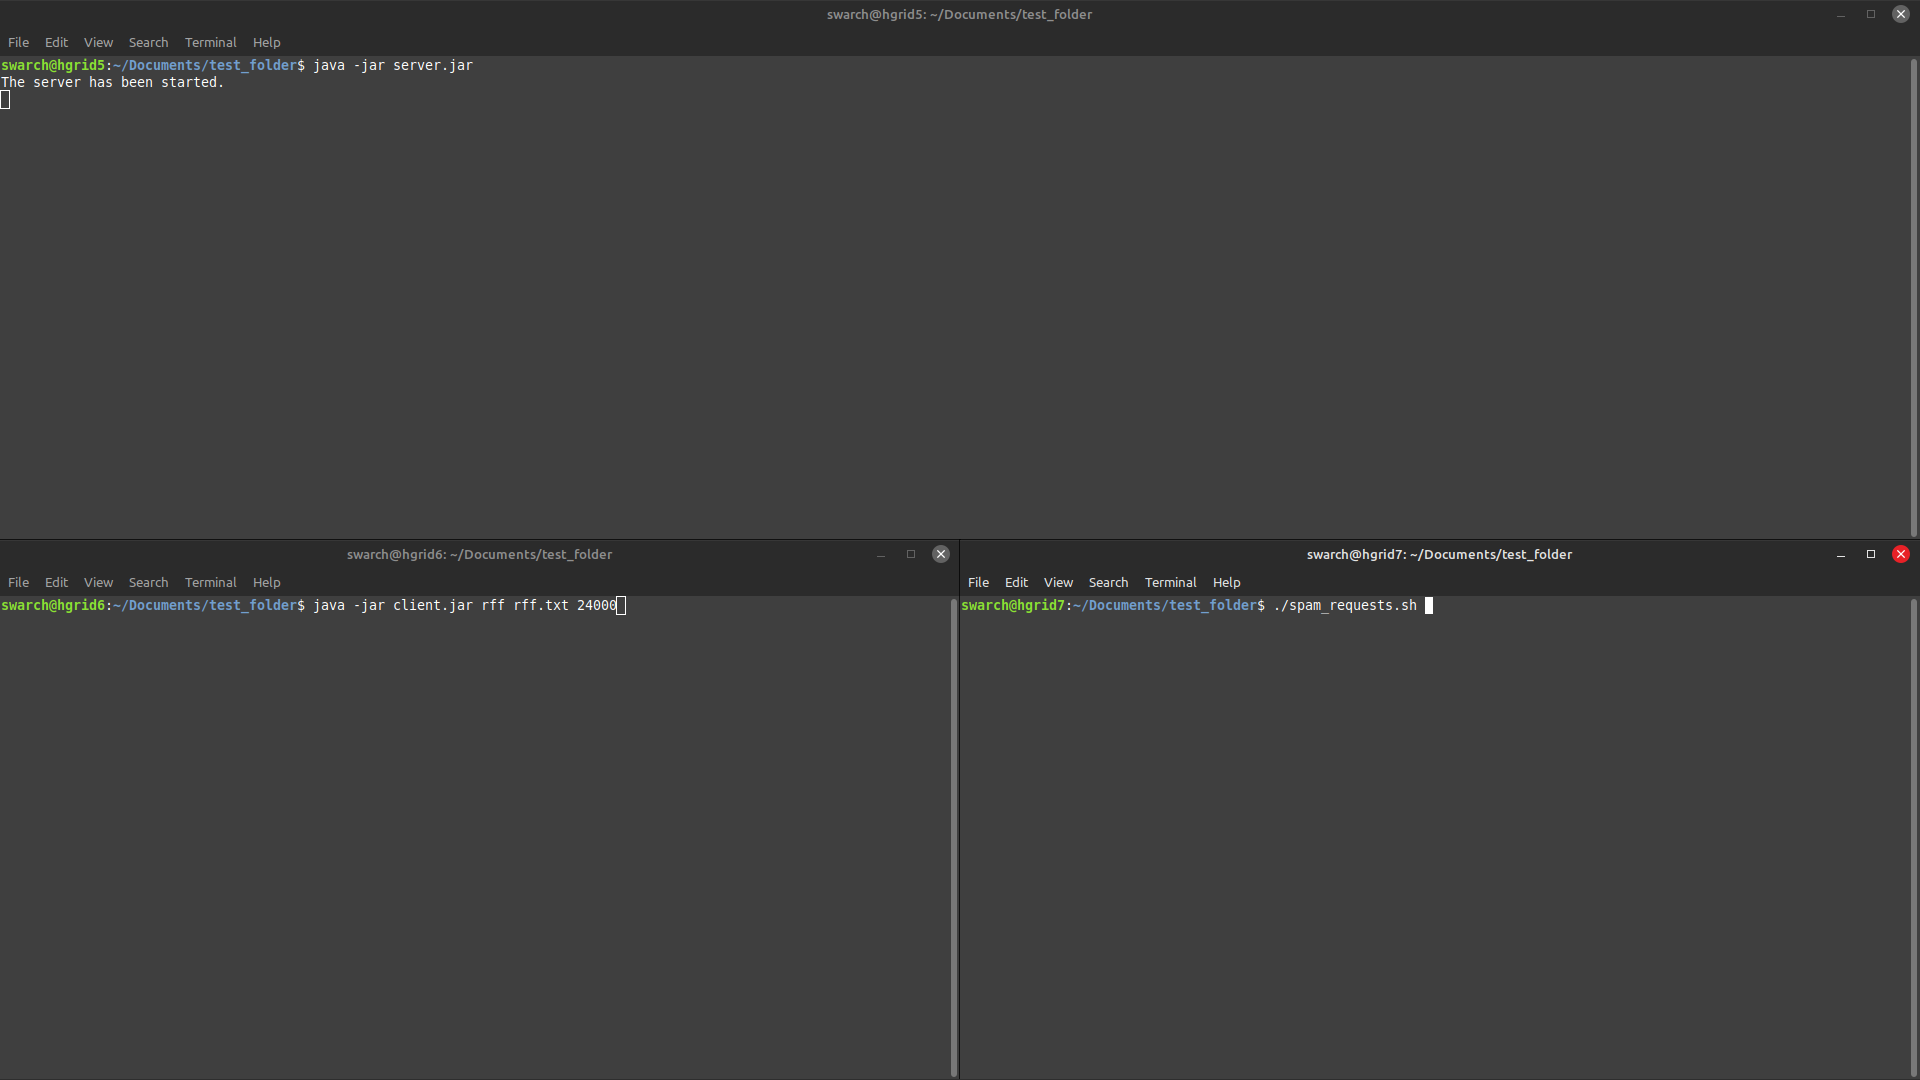 swarch@hgrid5: ~/Documents/test_folder
File Edit View Search Terminal Help
swarch@hgrid5:~/Documents/test_folder$ java -jar server.jar
The server has been started.
swarch@hgrid6: ~/Documents/test_folder
File Edit View Search Terminal Help
swarch@hgrid6:~/Documents/test_folder$ java -jar client.jar rff rff.txt 24000
swarch@hgrid7: ~/Documents/test_folder
File Edit View Search Terminal Help
swarch@hgrid7:~/Documents/test_folder$ ./spam_requests.sh